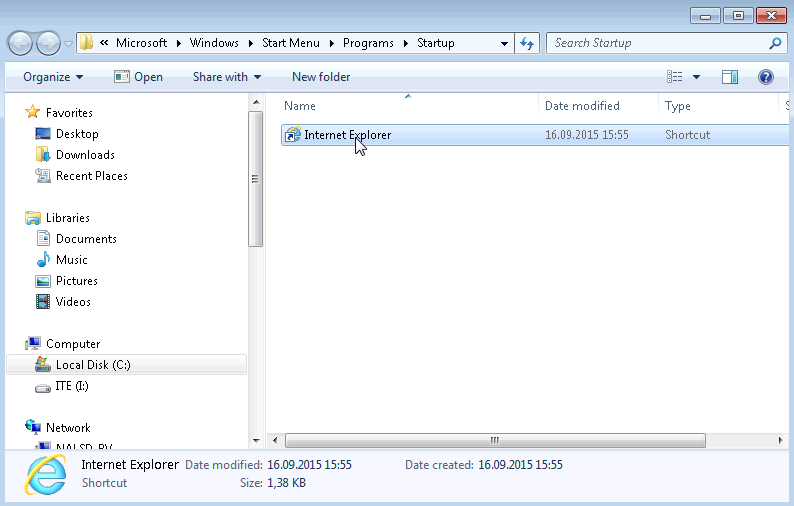 « Microsoft Windows Start Menu Programs Startup
Search Startup
Organize Open Share with New folder
Name Date modified Type S
Favorites
Desktop
Downloads
Recent Places
Libraries
Documents
Music
Pictures
Videos
Computer
Local Disk (C:)
ITE (I:)
Network
Internet Explorer 16.09.2015 15:55 Shortcut
Internet Explorer Date modified: 16.09.2015 15:55 Date created: 16.09.2015 15:55
Shortcut Size: 1,38 KB